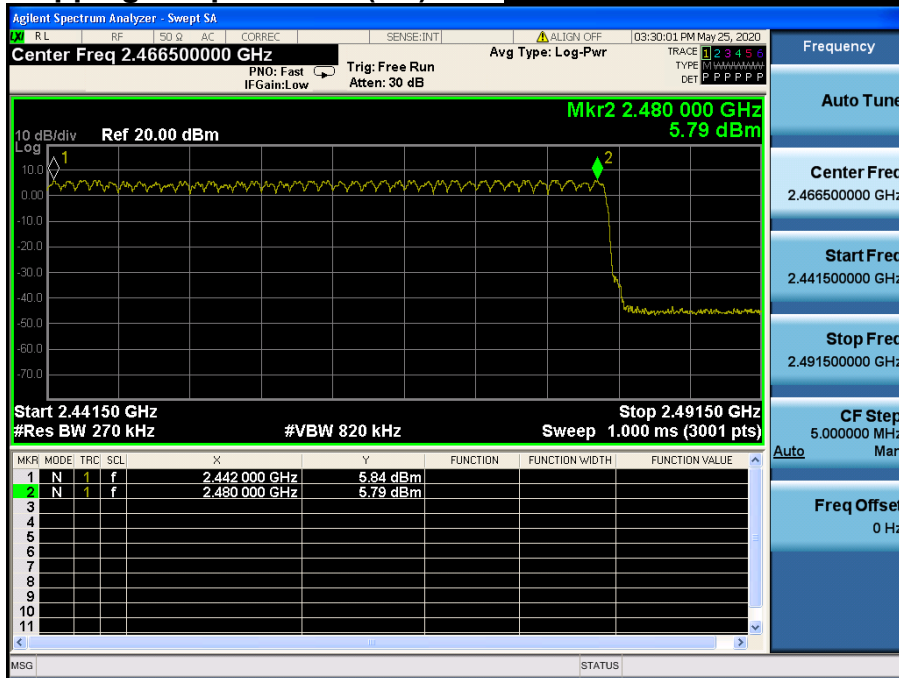 Agilent Spectrum Analyzer - Swept SA
LXI RL RF 50 Ω AC CORREC SENSE:INT ALIGN OFF 03:30:01 PM May 25, 2020
Center Freq 2.466500000 GHz Avg Type: Log-Pwr TRACE 1 2 3 4 5 6
PNO: Fast Trig: Free Run TYPE M WWWWW
IFGain:Low Atten: 30 dB DET P P P P P P
Frequency
Auto Tune
Mkr2 2.480 000 GHz
10 dB/div Ref 20.00 dBm 5.79 dBm
Log
1
2
10.0
0.00
-10.0
-20.0
-30.0
-40.0
-50.0
-60.0
-70.0
Center Freq
2.466500000 GHz
Start Freq
2.441500000 GHz
Stop Freq
2.491500000 GHz
Start 2.44150 GHz Stop 2.49150 GHz
#Res BW 270 kHz #VBW 820 kHz Sweep 1.000 ms (3001 pts)
CF Step
5.000000 MHz
Auto Man
MKR MODE TRC SCL X Y FUNCTION FUNCTION WIDTH FUNCTION VALUE
1 N 1 f 2.442 000 GHz 5.84 dBm
2 N 1 f 2.480 000 GHz 5.79 dBm
3
4
5
6
7
8
9
10
11
Freq Offset
0 Hz
MSG STATUS